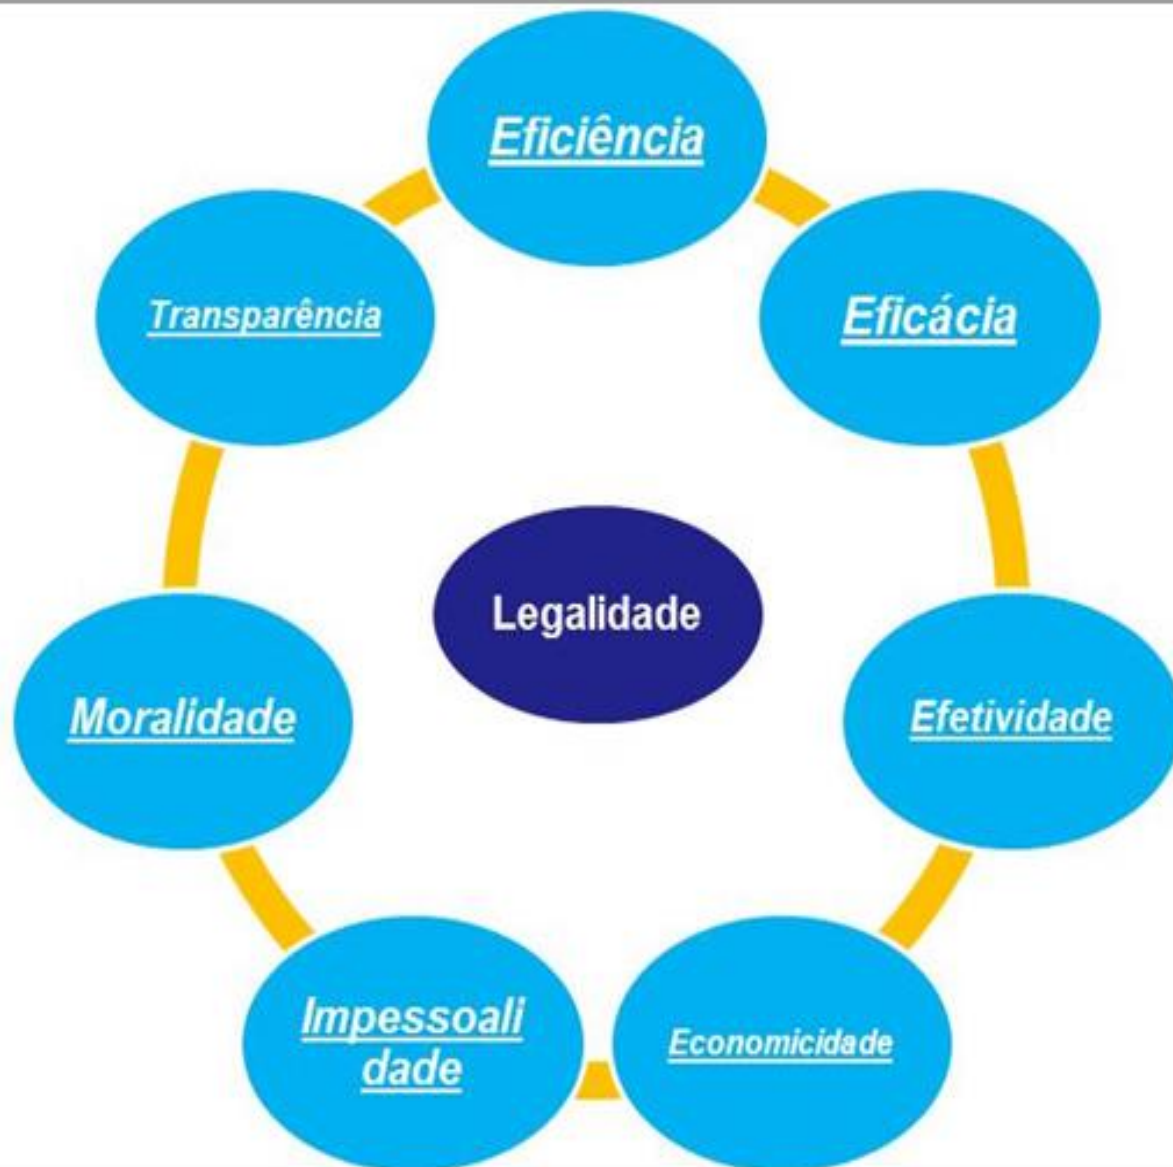 Eficiência
Transparência
Eficácia
Legalidade
Moralidade
Efetividade
Impessoali
dade
Economicidade